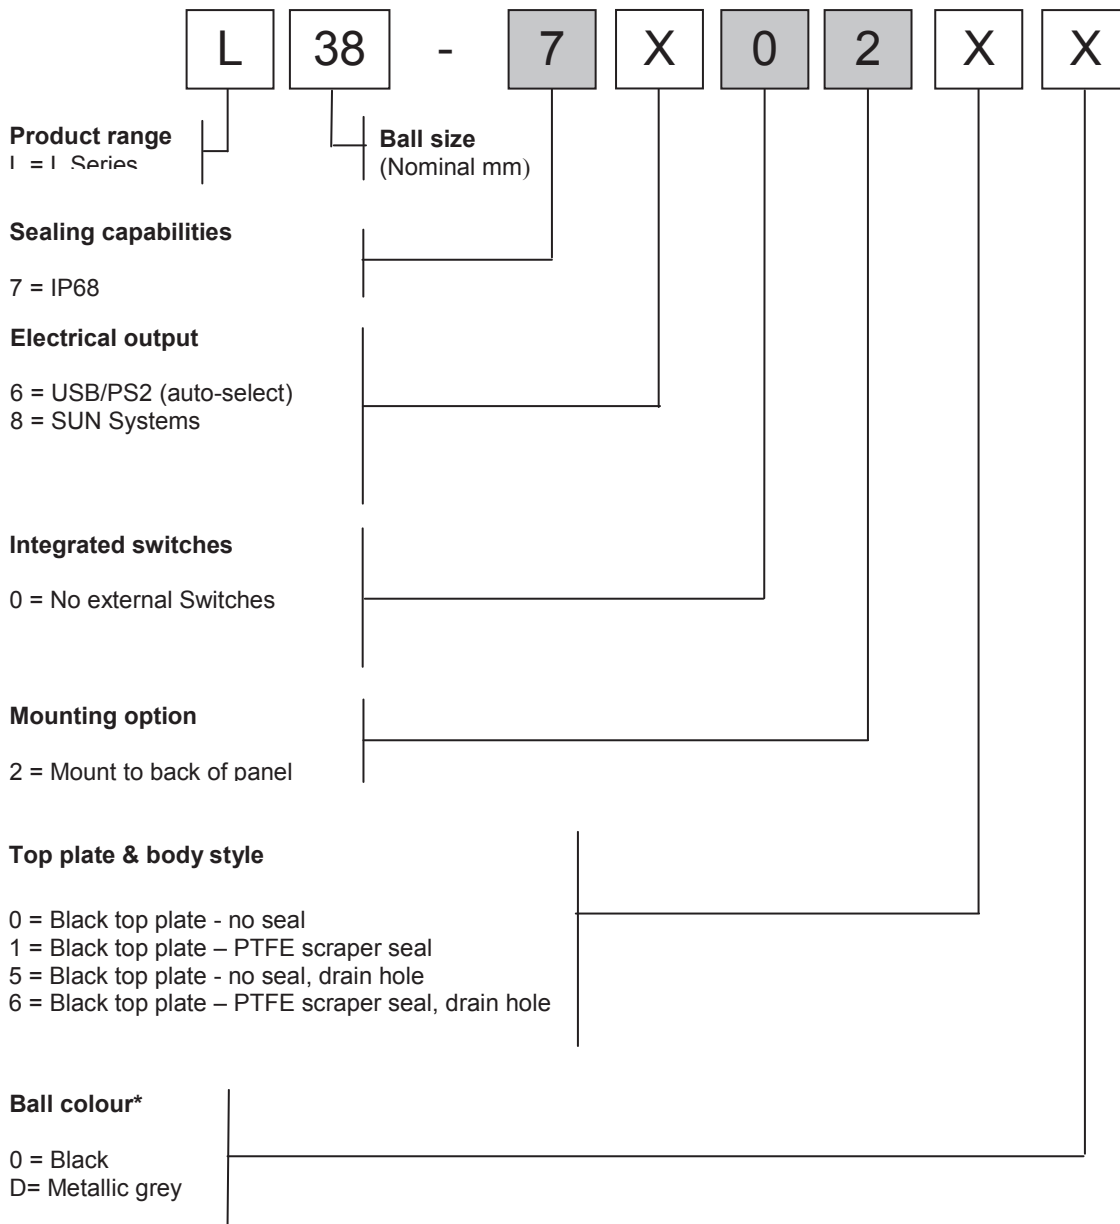 L 38 - 7 X 0 2 X X
Product range
L = L Series
Ball size
(Nominal mm)
Sealing capabilities
7 = IP68
Electrical output
6 = USB/PS2 (auto-select)
8 = SUN Systems
Integrated switches
0 = No external Switches
Mounting option
2 = Mount to back of panel
Top plate & body style
0 = Black top plate - no seal
1 = Black top plate – PTFE scraper seal
5 = Black top plate - no seal, drain hole
6 = Black top plate – PTFE scraper seal, drain hole
Ball colour*
0 = Black
D= Metallic grey